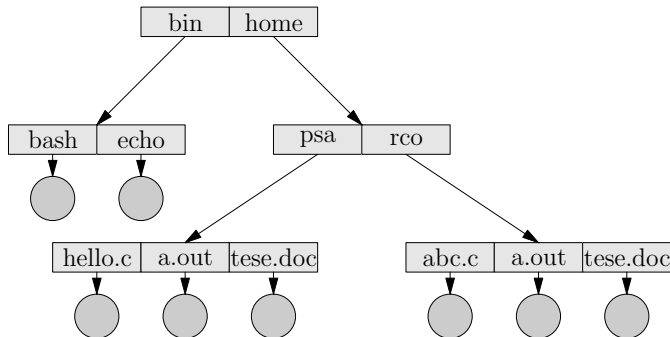 bin home
bash echo psa rco
hello.c a.out tese.doc abc.c a.out tese.doc